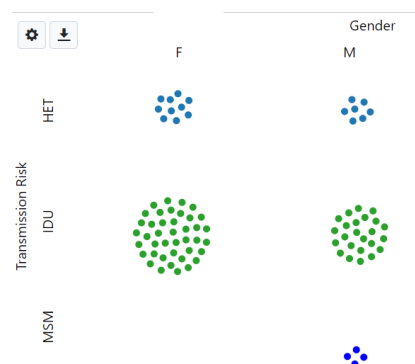 Gender
F M
HET
Transmission Risk
IDU
MSM